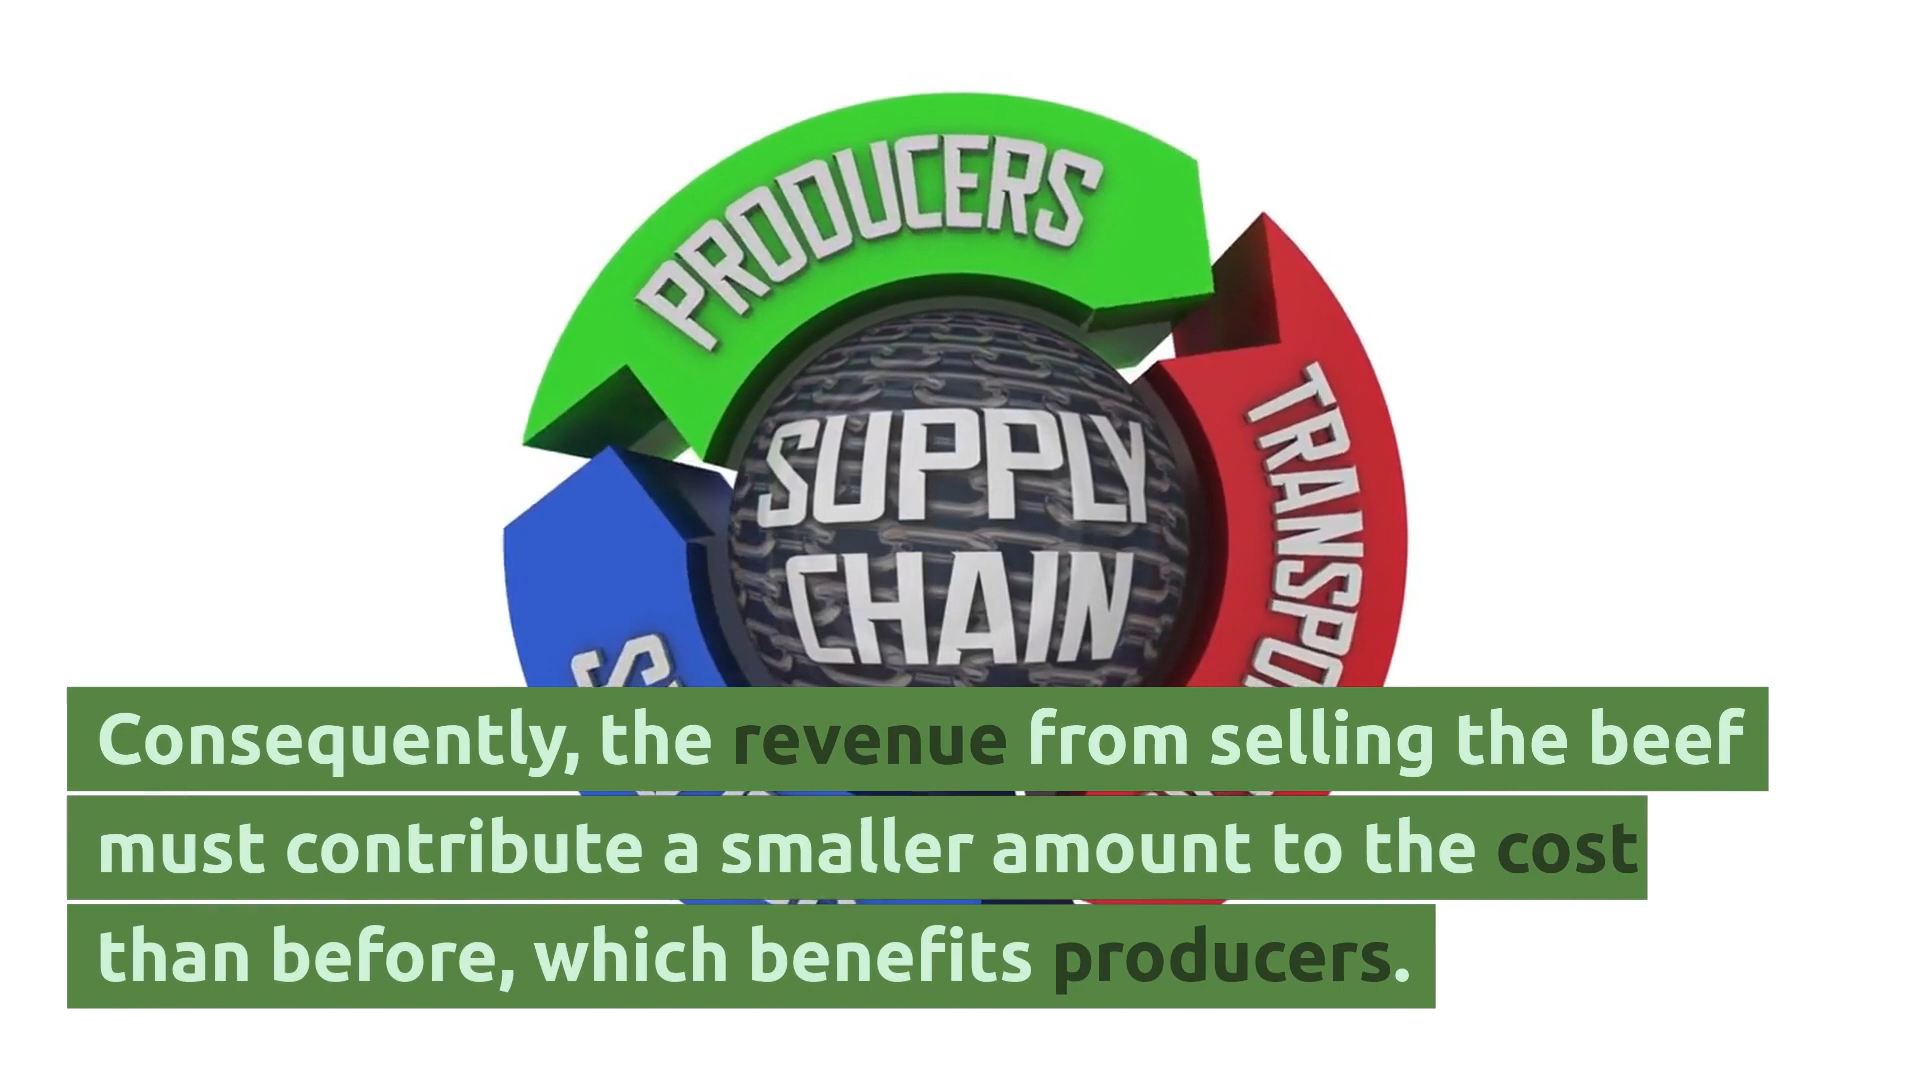 PRODUCERS
SUPPLY
CHAIN
Consequently, the revenue from selling the beef
must contribute a smaller amount to the cost
than before, which benefits producers.